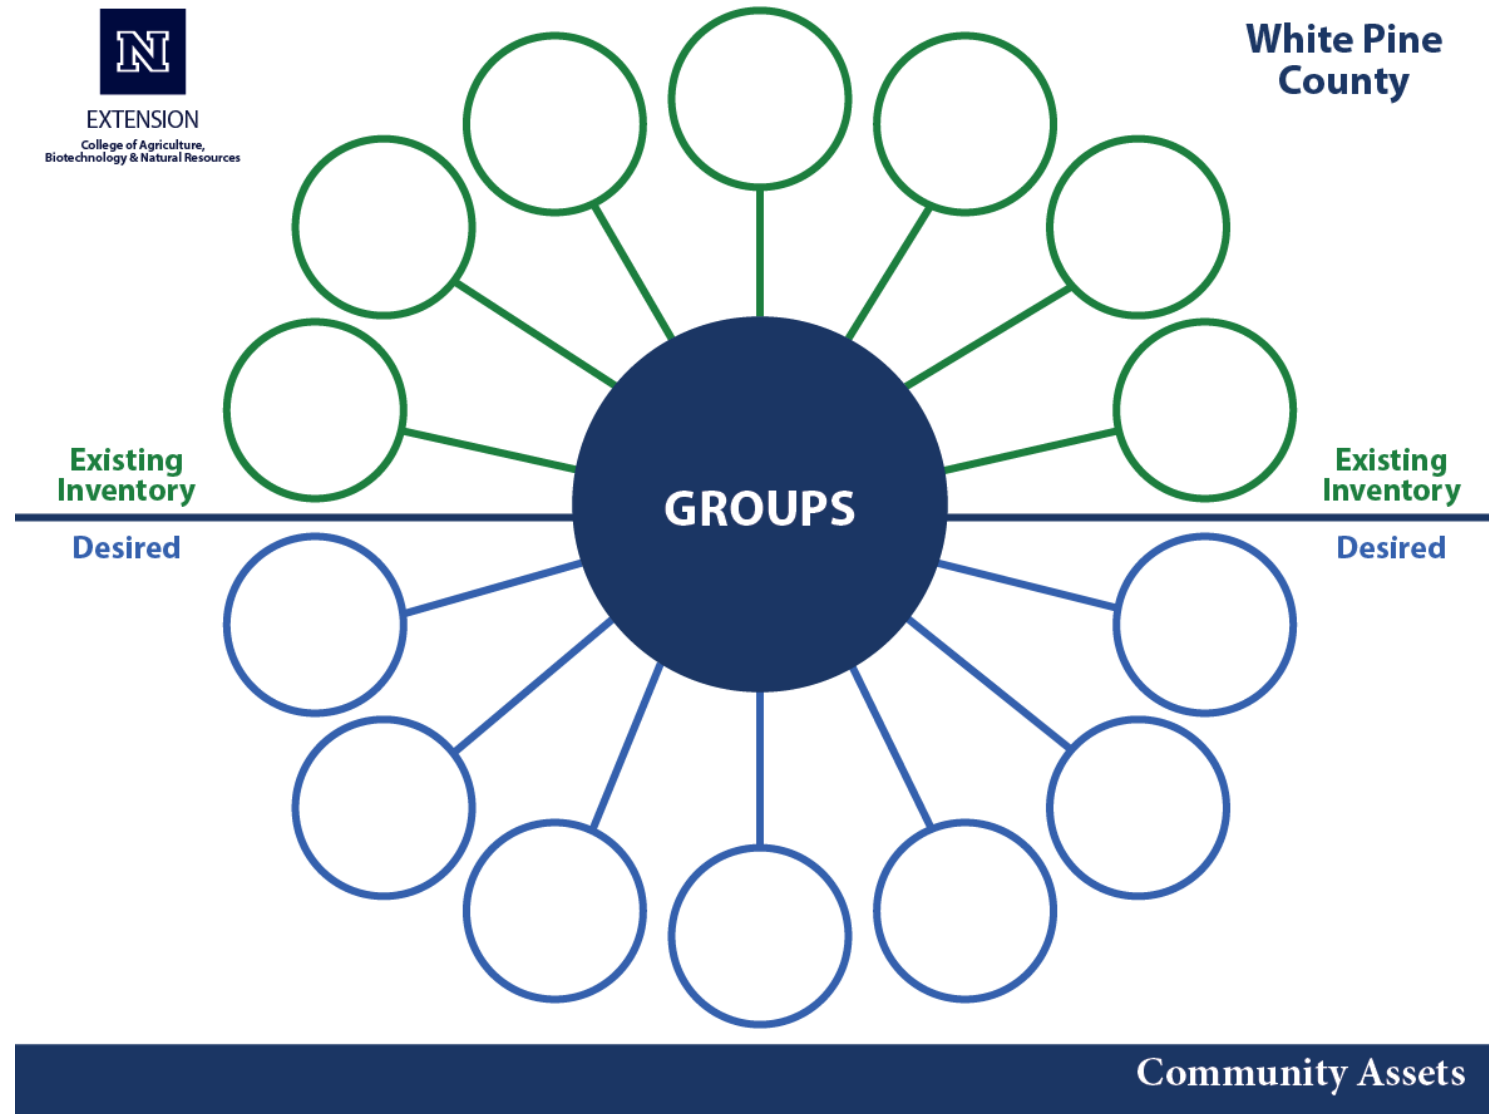 N
EXTENSION
College of Agriculture,
Biotechnology & Natural Resources
White Pine
County
Existing
Inventory
Existing
Inventory
GROUPS
Desired
Desired
Community Assets